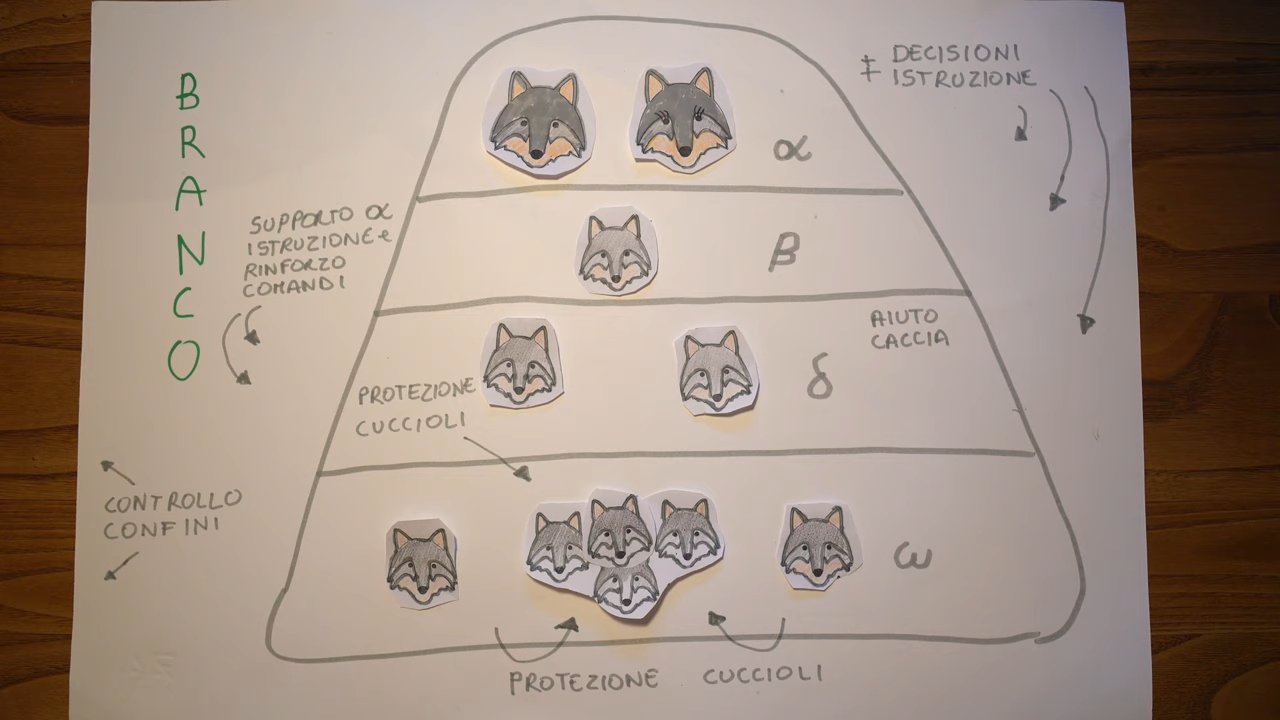 BRANCO
‡ DECISIONI
ISTRUZIONE
α
SUPPORTO α
ISTRUZIONE e
RINFORZO
COMANDI
β
AIUTO
CACCIA
δ
PROTEZIONE
CUCCIOLI
CONTROLLO
CONFINI
ω
PROTEZIONE CUCCIOLI